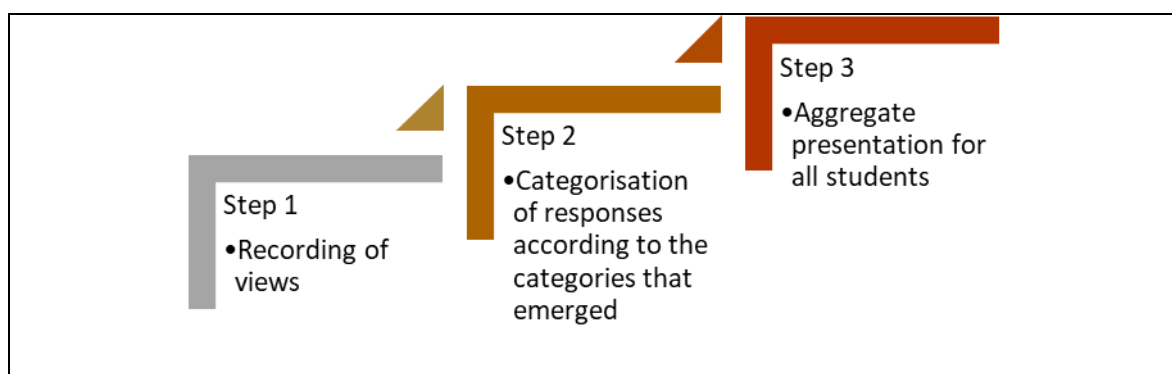 Step 1
•Recording of
views
Step 2
•Categorisation
of responses
according to the
categories that
emerged
Step 3
•Aggregate
presentation for
all students